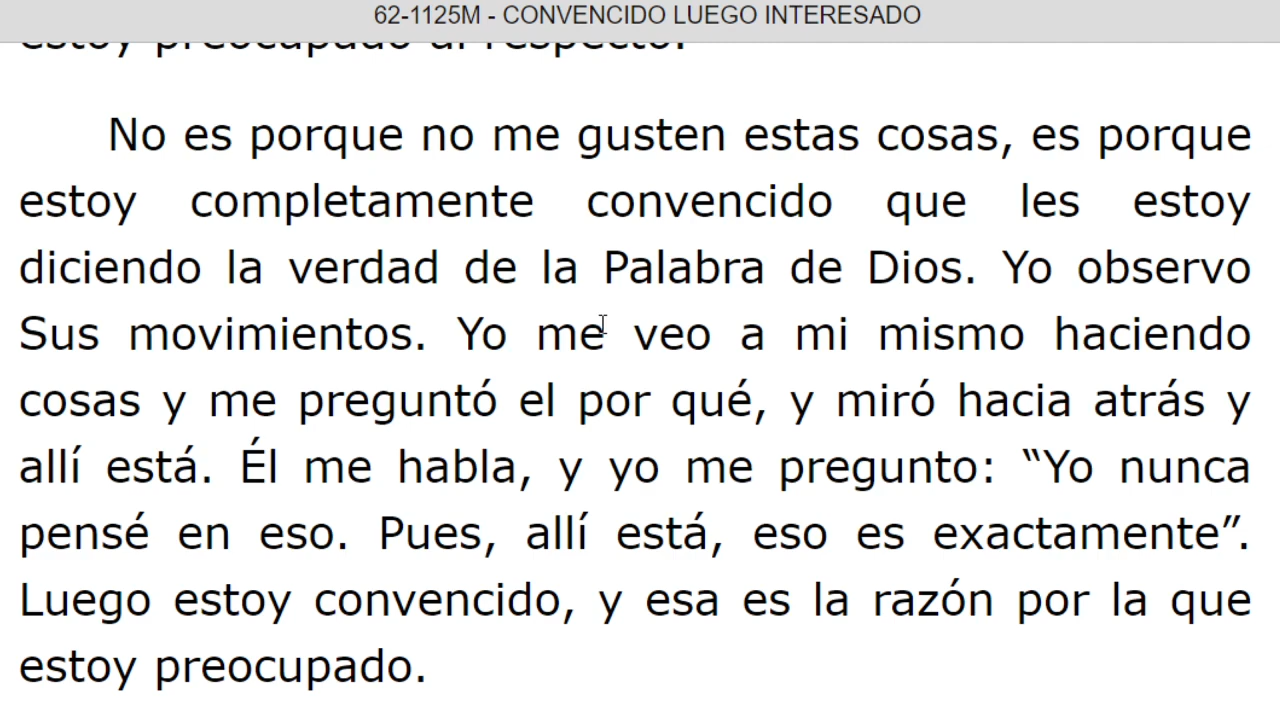 62-1125M - CONVENCIDO LUEGO INTERESADO
estoy preocupado al respecto.
No es porque no me gusten estas cosas, es porque
estoy completamente convencido que les estoy
diciendo la verdad de la Palabra de Dios. Yo observo
Sus movimientos. Yo me veo a mi mismo haciendo
cosas y me preguntó el por qué, y miró hacia atrás y
allí está. Él me habla, y yo me pregunto: “Yo nunca
pensé en eso. Pues, allí está, eso es exactamente”.
Luego estoy convencido, y esa es la razón por la que
estoy preocupado.